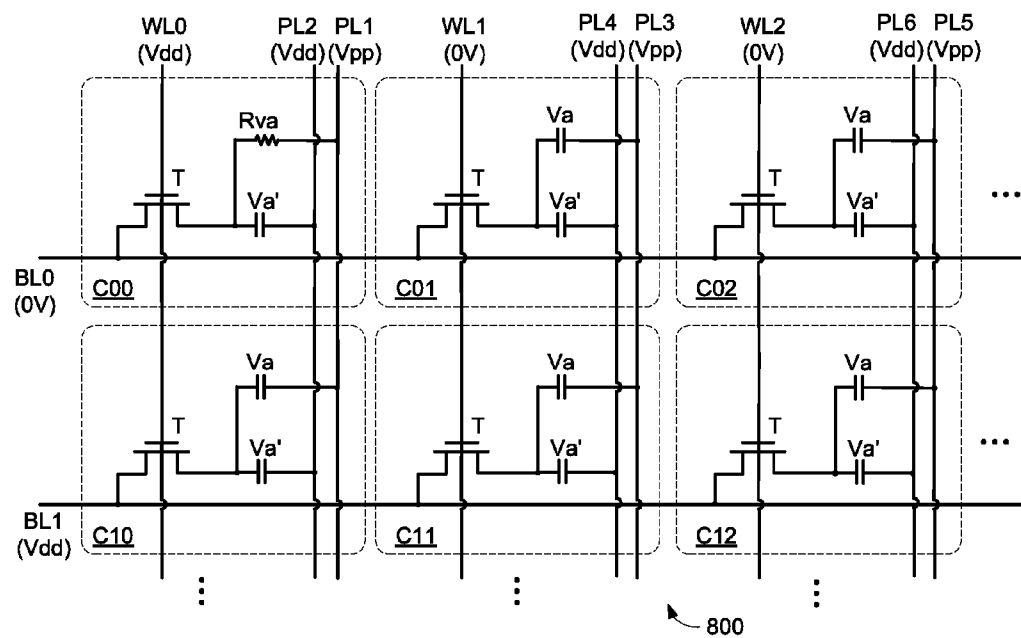 WL0
(Vdd)
PL2
(Vdd)
PL1
(Vpp)
WL1
(0V)
PL4
(Vdd)
PL3
(Vpp)
WL2
(0V)
PL6
(Vdd)
PL5
(Vpp)
Rva
T
Va'
Va
T
Va'
Va
T
Va'
...
BL0
(0V)
C00
C01
C02
Va
T
Va'
Va
T
Va'
Va
T
Va'
...
BL1
(Vdd)
C10
C11
C12
800